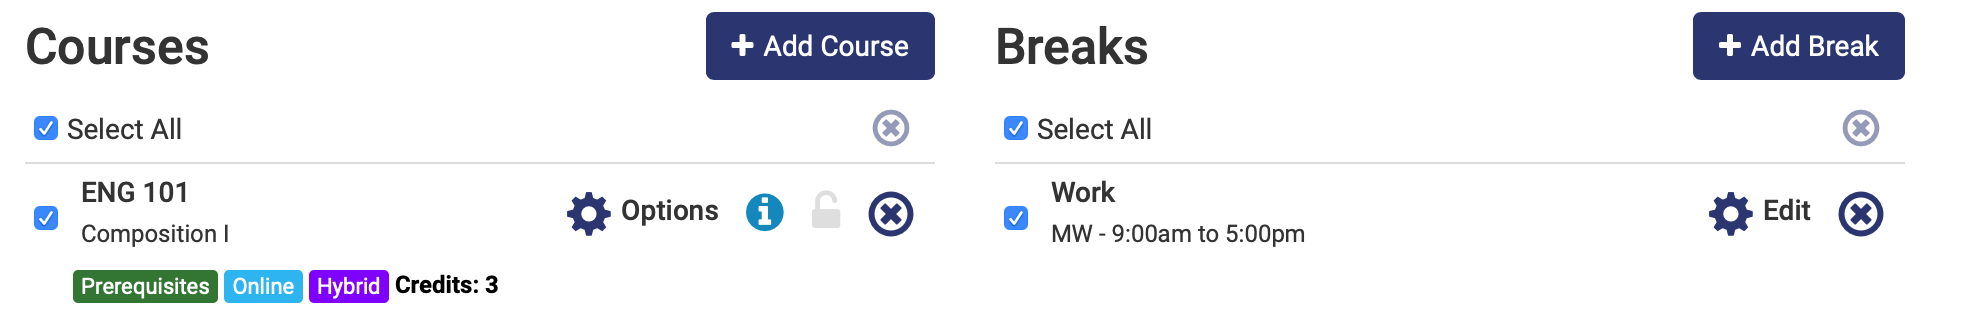 Courses
+ Add Course
Select All
ENG 101
Composition I
Options
Prerequisites Online Hybrid Credits: 3
Breaks
+ Add Break
Select All
Work
MW - 9:00am to 5:00pm
Edit